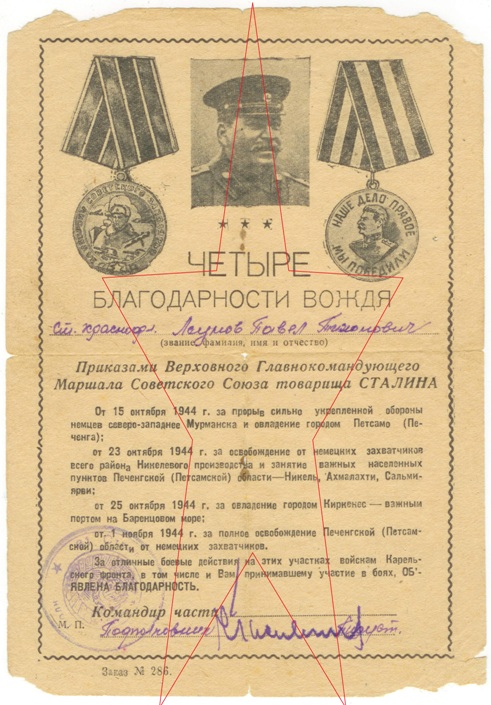 НАШЕ ДЕЛО ПРАВОЕ
МЫ ПОБЕДИЛИ
ЧЕТЫРЕ
БЛАГОДАРНОСТИ ВОЖДЯ
Павел
(звание, фамилия, имя и отчество)
Приказами Верховного Главнокомандующего
Маршала Советского Союза товарища СТАЛИНА
От 15 октября 1944 г. за прорыв сильно укрепленной обороны
немцев северо-западнее Мурманска и овладение городом Петсамо (Пе-
ченга);
от 23 октября 1944 г. за освобождение от немецких захватчиков
всего района Никелевого производства и занятие важных населенных
пунктов Печенгской (Петсамской) области—Никель, Ахмалахти, Сальми-
ярви;
от 25 октября 1944 г. за овладение городом Киркенес—важным
портом на Баренцовом море;
от 1 ноября 1944 г. за полное освобождение Печенгской (Петсам-
ской) области от немецких захватчиков.
За отличные боевые действия на этих участках войскам Карель-
ского фронта, в том числе и Вам, принимавшему участие в боях, ОБ'-
ЯВЛЕНА БЛАГОДАРНОСТЬ.
Командир части
М. П.
Заказ № 286.